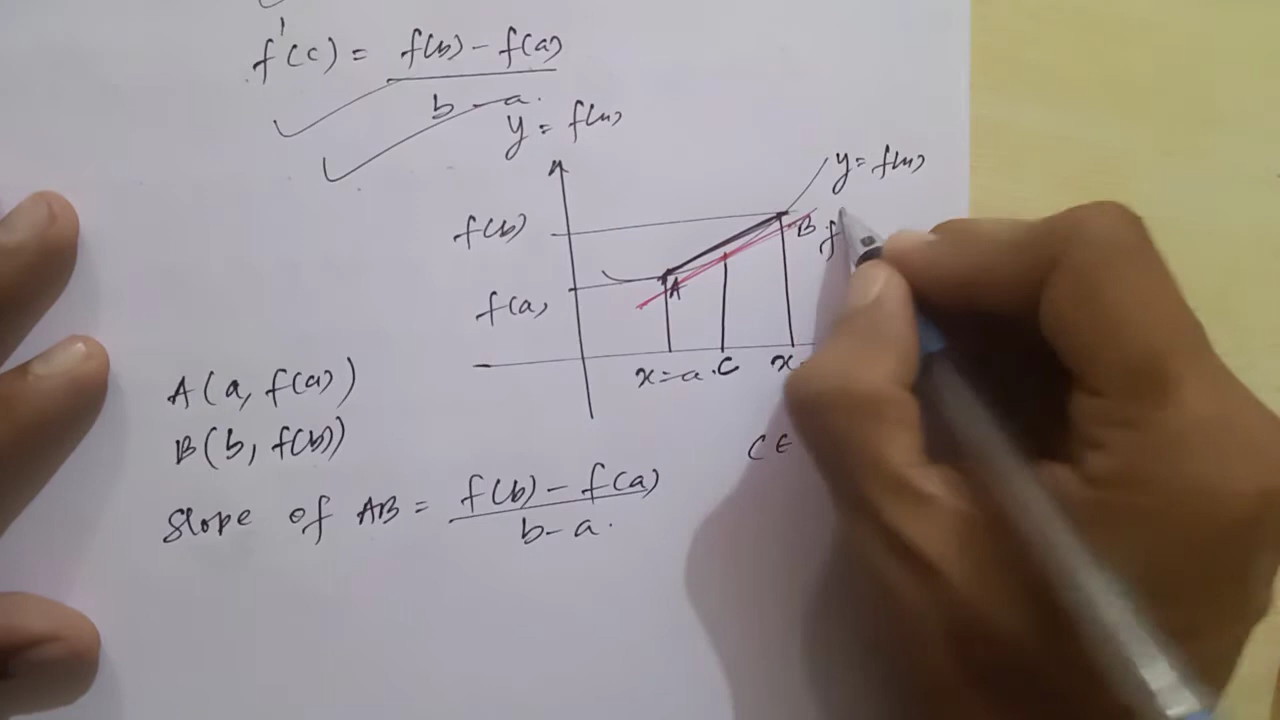 f'(c) = f(b) - f(a)
b - a.
y = f(x)
y = f(x)
f(b)
B
f
A
f(a)
x = a
C
x
A(a, f(a))
B(b, f(b))
C ∈
Slope of AB = f(b) - f(a)
b - a.